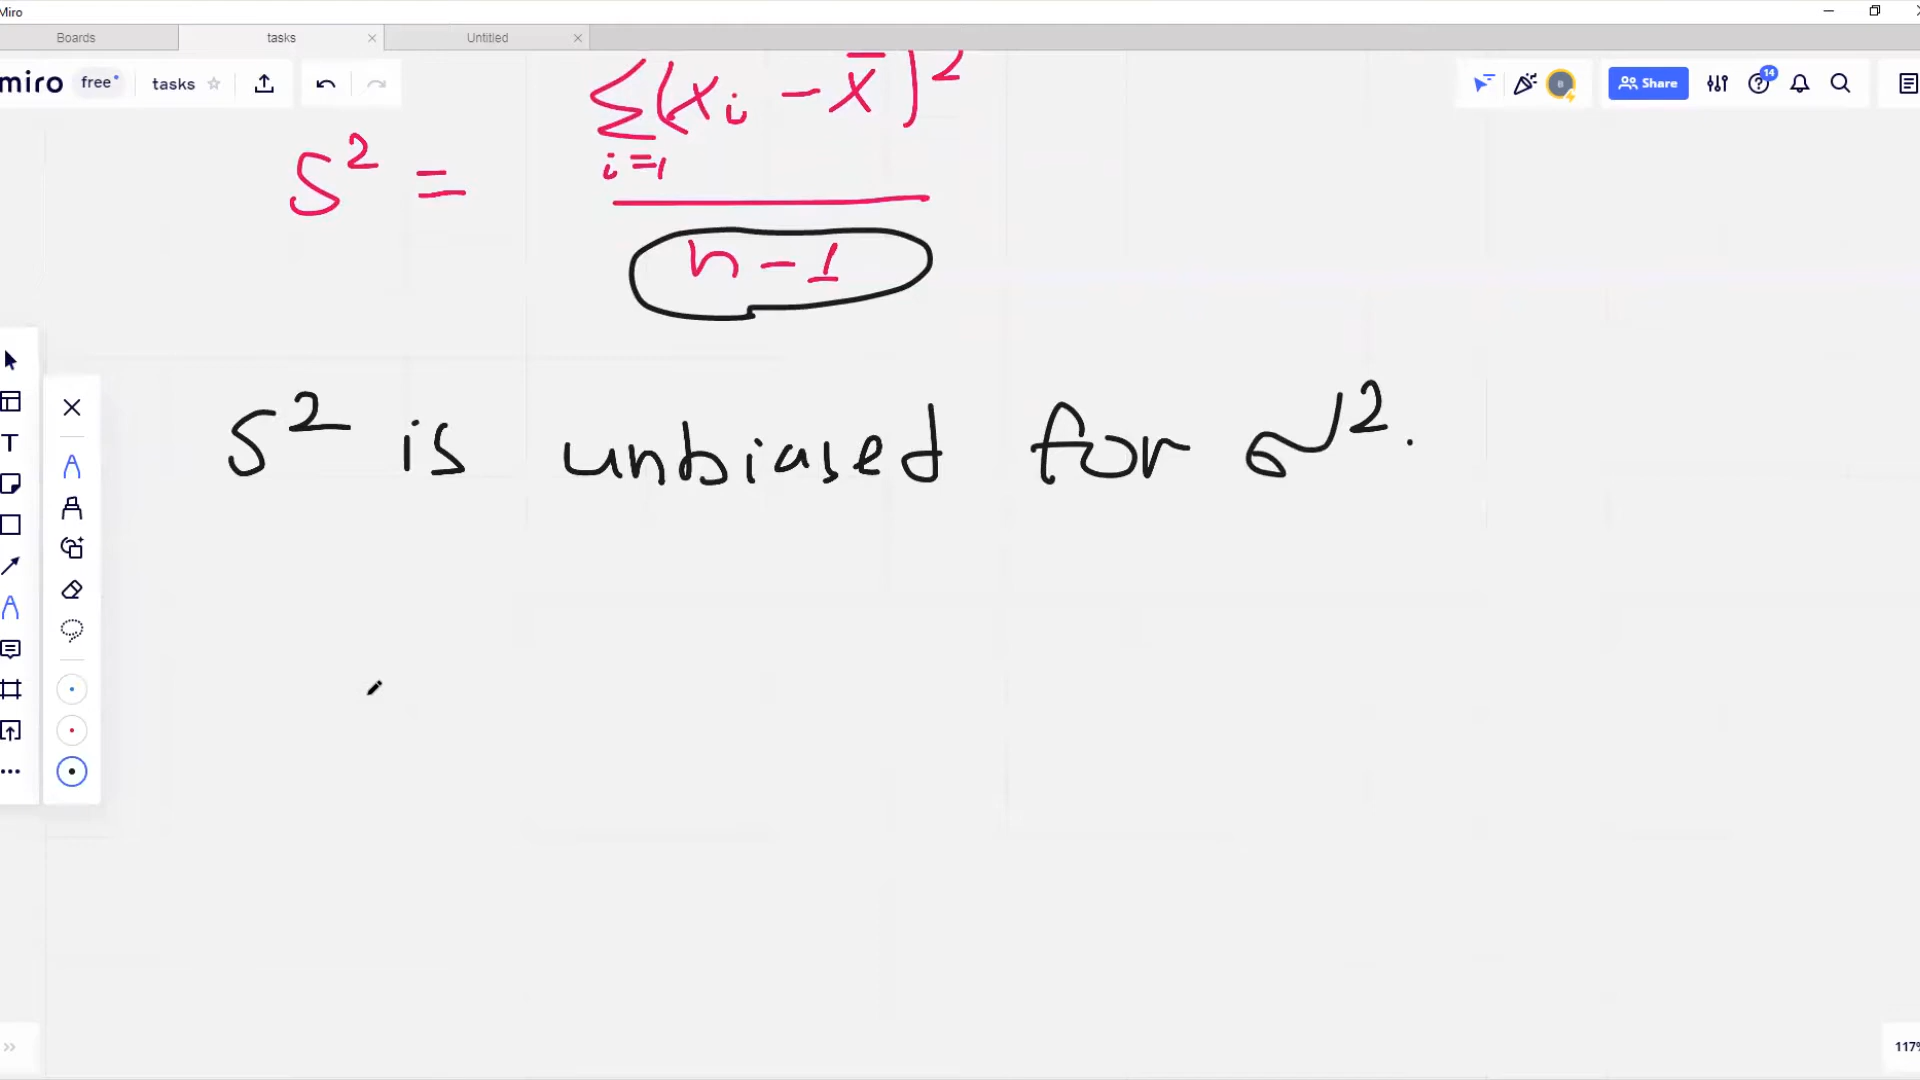 Miro
Boards
tasks
Untitled
miro free tasks
Share
14
∑(xᵢ - x̄)²
i=1
S² =
n - 1
S² is unbiased for σ².
117%